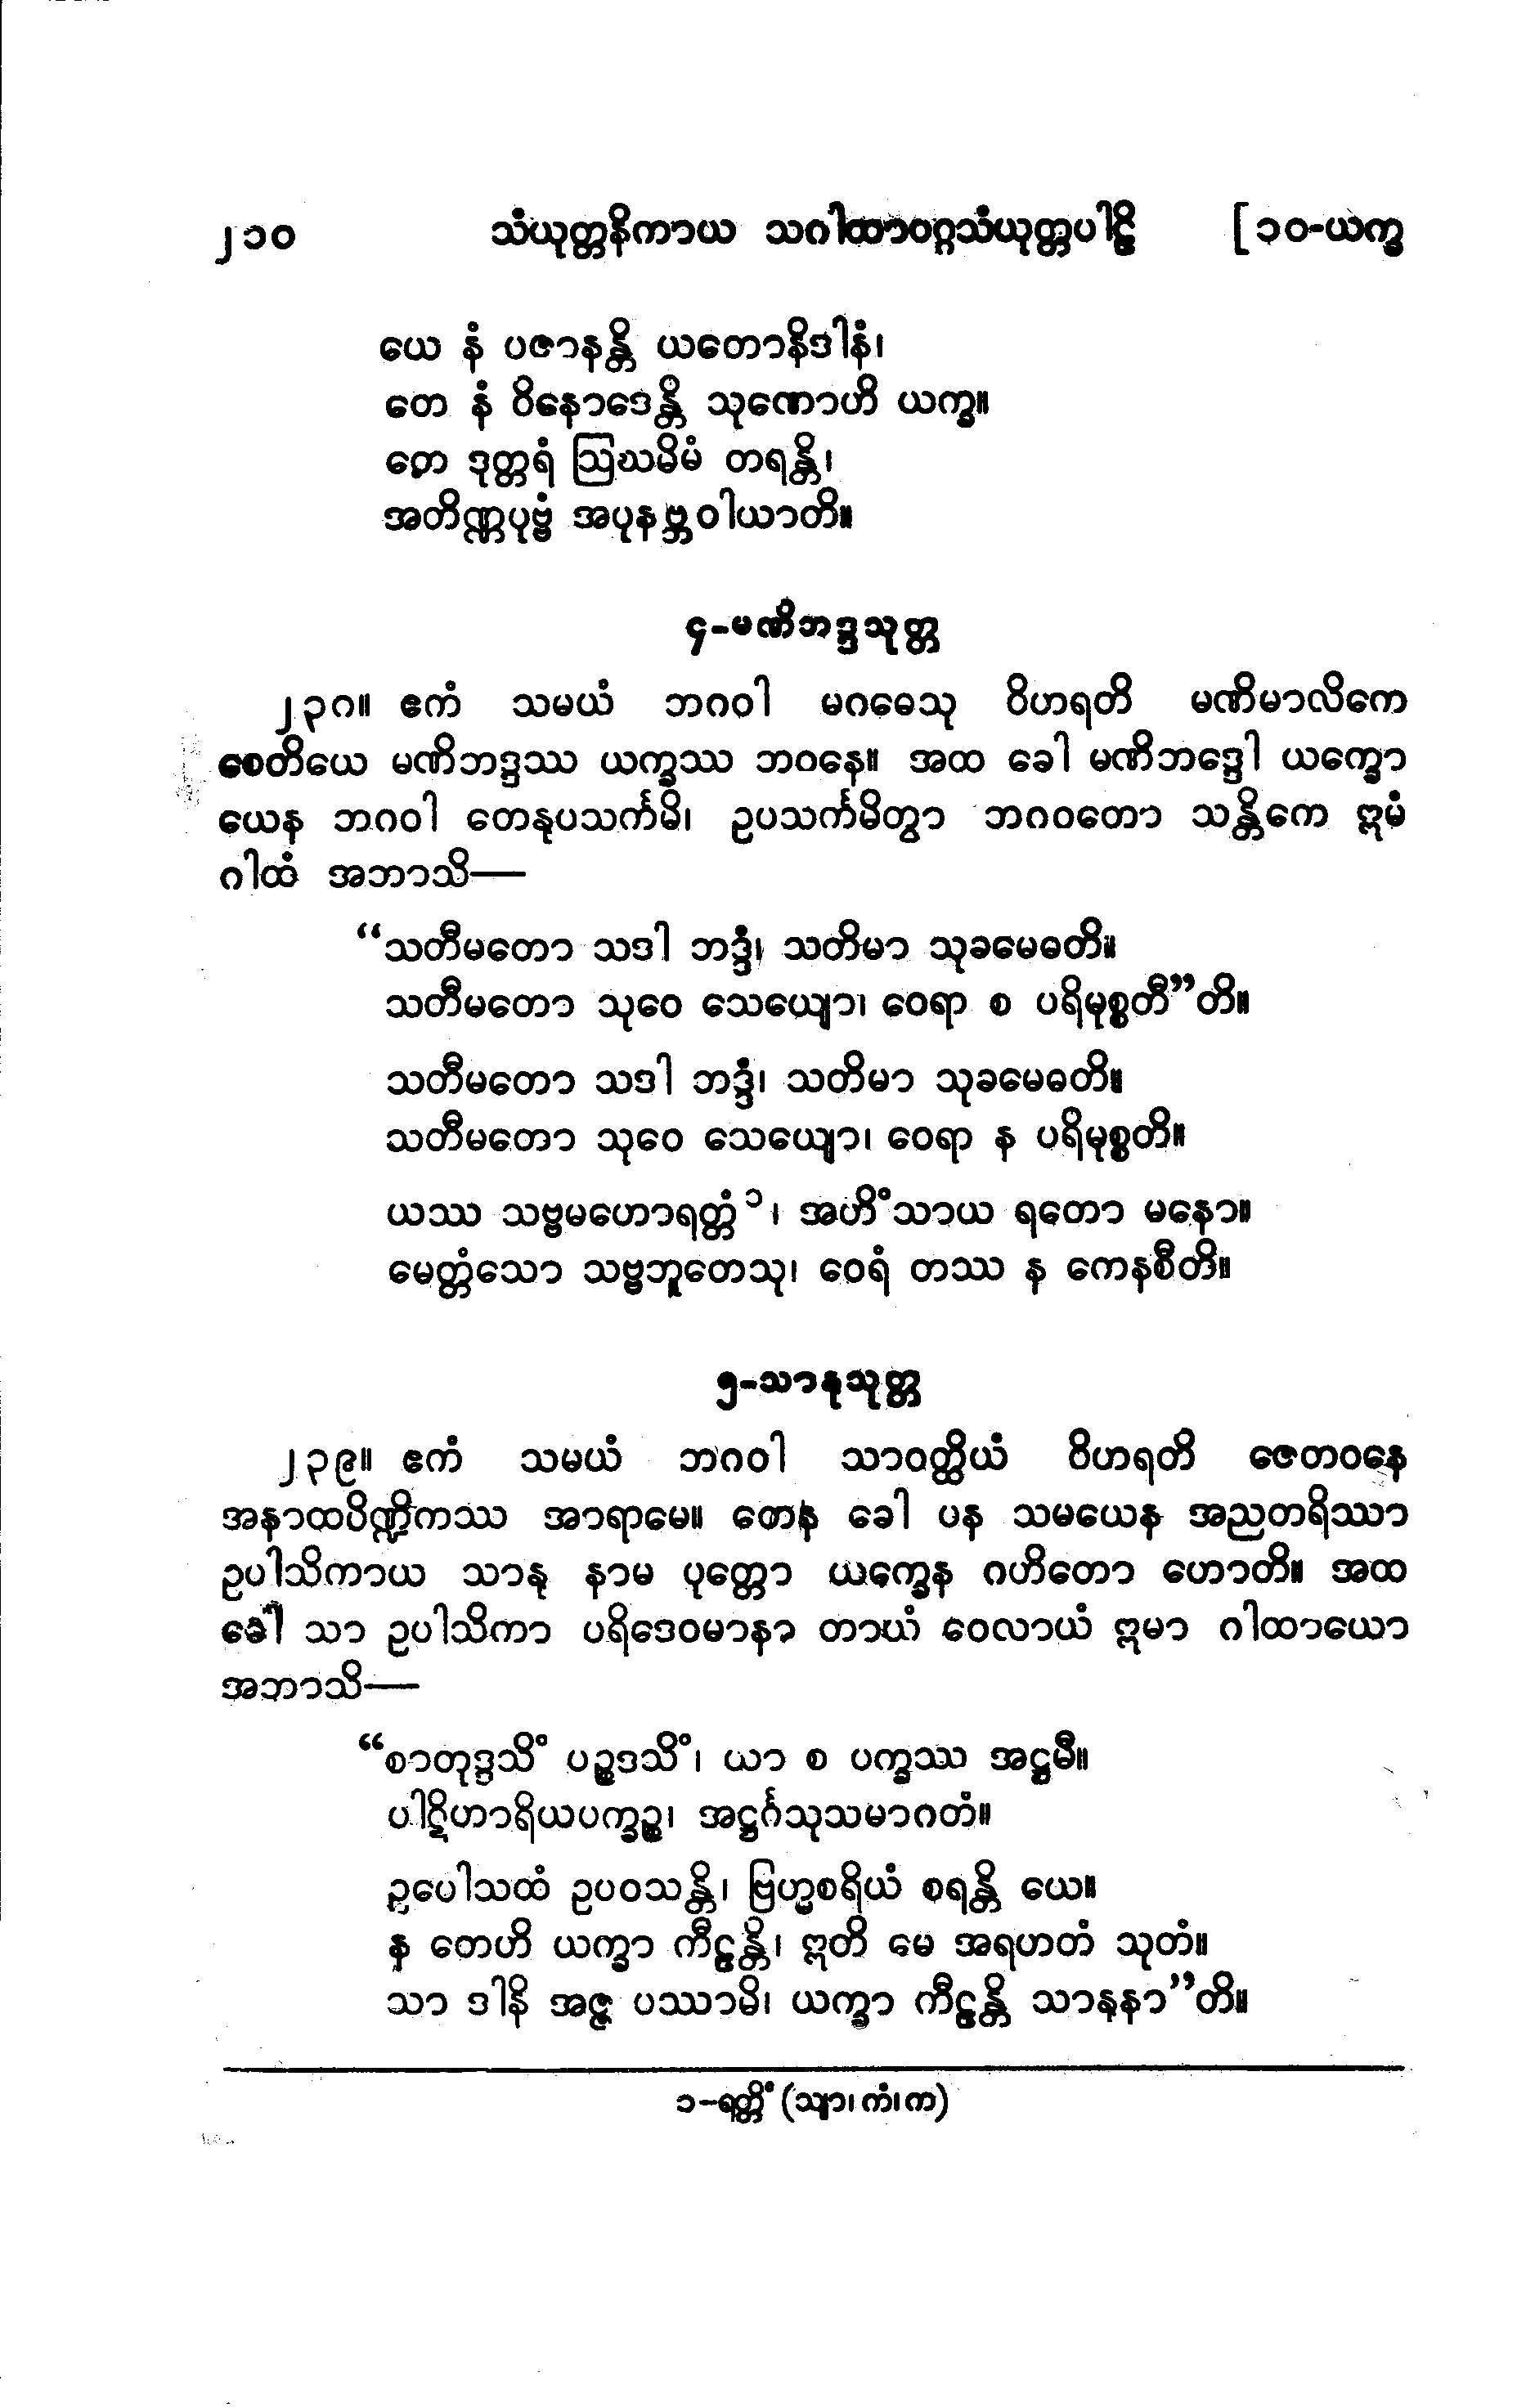 ၂၁၀ သံယုတ္တနိကာယ သဂါထာဝဂ္ဂသံယုတ္တပါဠိ [၁၀-ယက္ခ
ယေ နံ ပဇာနန္တိ ယတောနိဒါနံ၊
တေ နံ ဝိနောဒေန္တိ သုဏောဟိ ယက္ခ။
တေ ဒုတ္တရံ ဩဃမိမံ တရန္တိ၊
အတိဏ္ဏပုဗ္ဗံ အပုနဗ္ဘဝါယာတိ။
၄-မဏိဘဒ္ဒသုတ္တ
၂၃၈။ ဧကံ သမယံ ဘဂဝါ မဂဓေသု ဝိဟရတိ မဏိမာလိကေ
စေတိယေ မဏိဘဒ္ဒဿ ယက္ခဿ ဘဝနေ။ အထ ခေါ မဏိဘဒ္ဒေါ ယက္ခော
ယေန ဘဂဝါ တေနုပသင်္ကမိ၊ ဥပသင်္ကမိတွာ ဘဂဝတော သန္တိကေ ဣမံ
ဂါထံ အဘာသိ—
“သတီမတော သဒါ ဘဒ္ဒံ၊ သတိမာ သုခမေဓတိ။
သတီမတော သုဝေ သေယျော၊ ဝေရာ စ ပရိမုစ္စတီ”တိ။
သတီမတော သဒါ ဘဒ္ဒံ၊ သတိမာ သုခမေဓတိ။
သတီမတော သုဝေ သေယျော၊ ဝေရာ န ပရိမုစ္စတိ။
ယဿ သဗ္ဗမဟောရတ္တံ ၁၊ အဟိံသာယ ရတော မနော။
မေတ္တံသော သဗ္ဗဘူတေသု၊ ဝေရံ တဿ န ကေနစီတိ။
၅-သာနုသုတ္တ
၂၃၉။ ဧကံ သမယံ ဘဂဝါ သာဝတ္ထိယံ ဝိဟရတိ ဇေတဝနေ
အနာထပိဏ္ဍိကဿ အာရာမေ။ တေန ခေါ ပန သမယေန အညတရိဿာ
ဥပါသိကာယ သာနု နာမ ပုတ္တော ယက္ခေန ဂဟိတော ဟောတိ။ အထ
ခေါ သာ ဥပါသိကာ ပရိဒေဝမာနာ တာယံ ဝေလာယံ ဣမာ ဂါထာယော
အဘာသိ—
“စာတုဒ္ဒသိံ ပဉ္စဒသိံ၊ ယာ စ ပက္ခဿ အဋ္ဌမီ။
ပါဋိဟာရိယပက္ခဉ္စ၊ အဋ္ဌင်္ဂသုသမာဂတံ။
ဥပေါသထံ ဥပဝသန္တိ၊ ဗြဟ္မစရိယံ စရန္တိ ယေ။
န တေဟိ ယက္ခာ ကီဠန္တိ၊ ဣတိ မေ အရဟတံ သုတံ။
သာ ဒါနိ အဇ္ဇ ပဿာမိ၊ ယက္ခာ ကီဠန္တိ သာနုနာ”တိ။
၁-ရတ္တိံ (သျာ၊ ကံ၊ က)